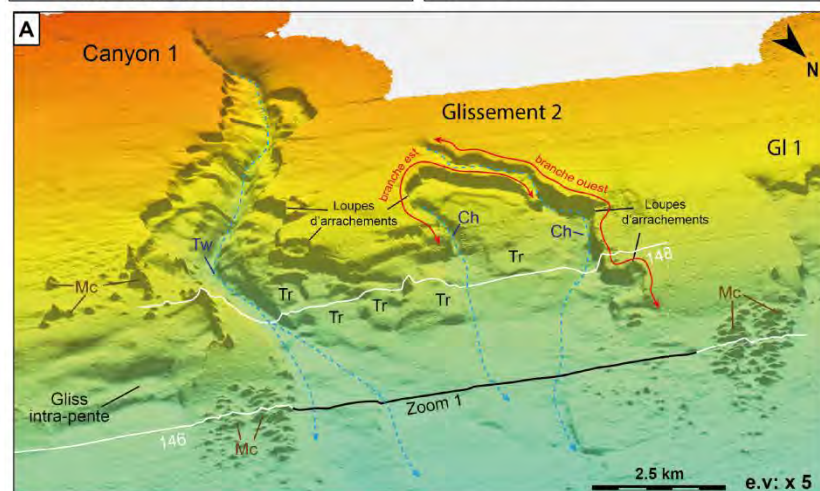 A
Canyon 1
N
Glissement 2
Gl 1
branche est
branche ouest
Loupes
d'arrachements
Loupes
d'arrachements
Ch
Ch
Tw
148
Tr
Tr
Tr
Tr
Tr
Mc
Mc
Gliss
intra-pente
Zoom 1
146
Mc
2.5 km
e.v: x 5